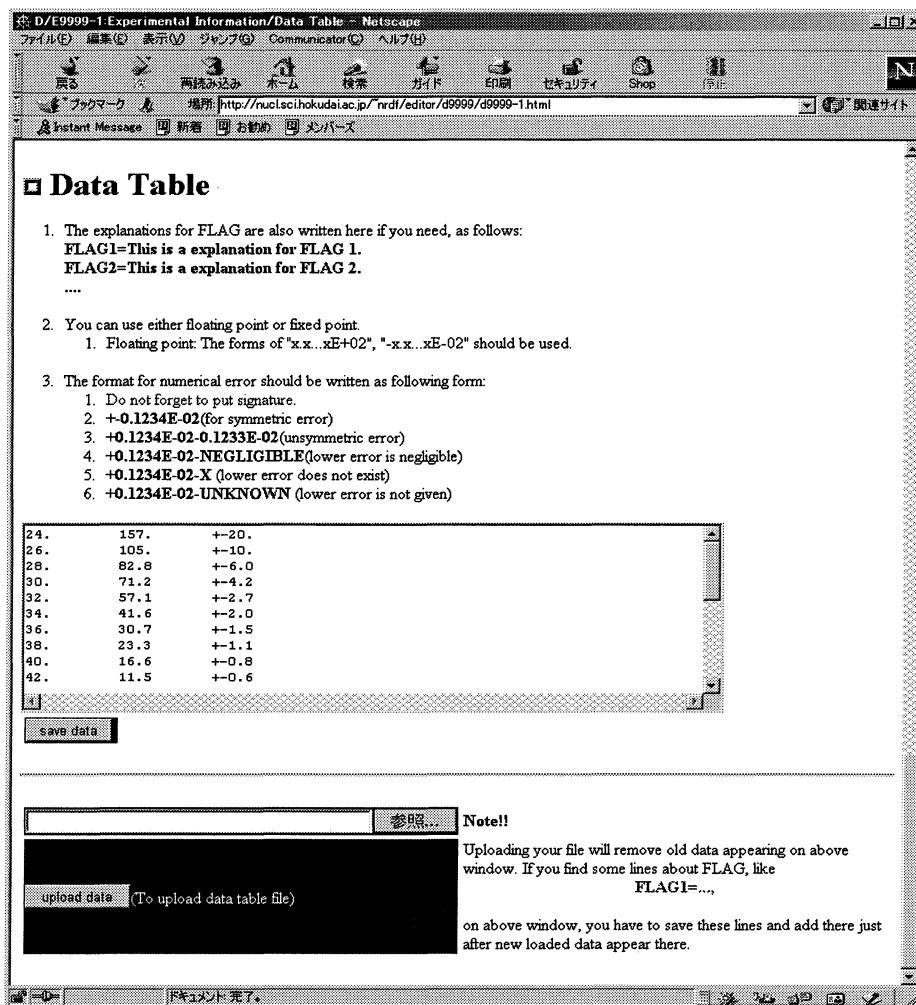 D/E9999-1:Experimental Information/Data Table - Netscape
ファイル(F) 編集(E) 表示(V) ジャンプ(G) Communicator(C) ヘルプ(H)
戻る 次 再読み込み ホーム 検索 ガイド 印刷 セキュリティ Shop 停止
N
ブックマーク 場所: http://nucl.sci.hokudai.ac.jp/~nrdf/editor/d9999/d9999-1.html 関連サイト
Instant Message 新着 お勧め メンバーズ
Data Table
1. The explanations for FLAG are also written here if you need, as follows:
FLAG1=This is a explanation for FLAG 1.
FLAG2=This is a explanation for FLAG 2.
....
2. You can use either floating point or fixed point.
1. Floating point: The forms of "x.x...xE+02", "-x.x...xE-02" should be used.
3. The format for numerical error should be written as following form:
1. Do not forget to put signature.
2. +-0.1234E-02(for symmetric error)
3. +0.1234E-02-0.1233E-02(unsymmetric error)
4. +0.1234E-02-NEGLIGIBLE(lower error is negligible)
5. +0.1234E-02-X (lower error does not exist)
6. +0.1234E-02-UNKNOWN (lower error is not given)
24. 157. +-20.
26. 105. +-10.
28. 82.8 +-6.0
30. 71.2 +-4.2
32. 57.1 +-2.7
34. 41.6 +-2.0
36. 30.7 +-1.5
38. 23.3 +-1.1
40. 16.6 +-0.8
42. 11.5 +-0.6
save data
参照...
upload data (To upload data table file)
Note!!
Uploading your file will remove old data appearing on above
window. If you find some lines about FLAG, like
FLAG1=...,
on above window, you have to save these lines and add there just
after new loaded data appear there.
ドキュメント: 完了。